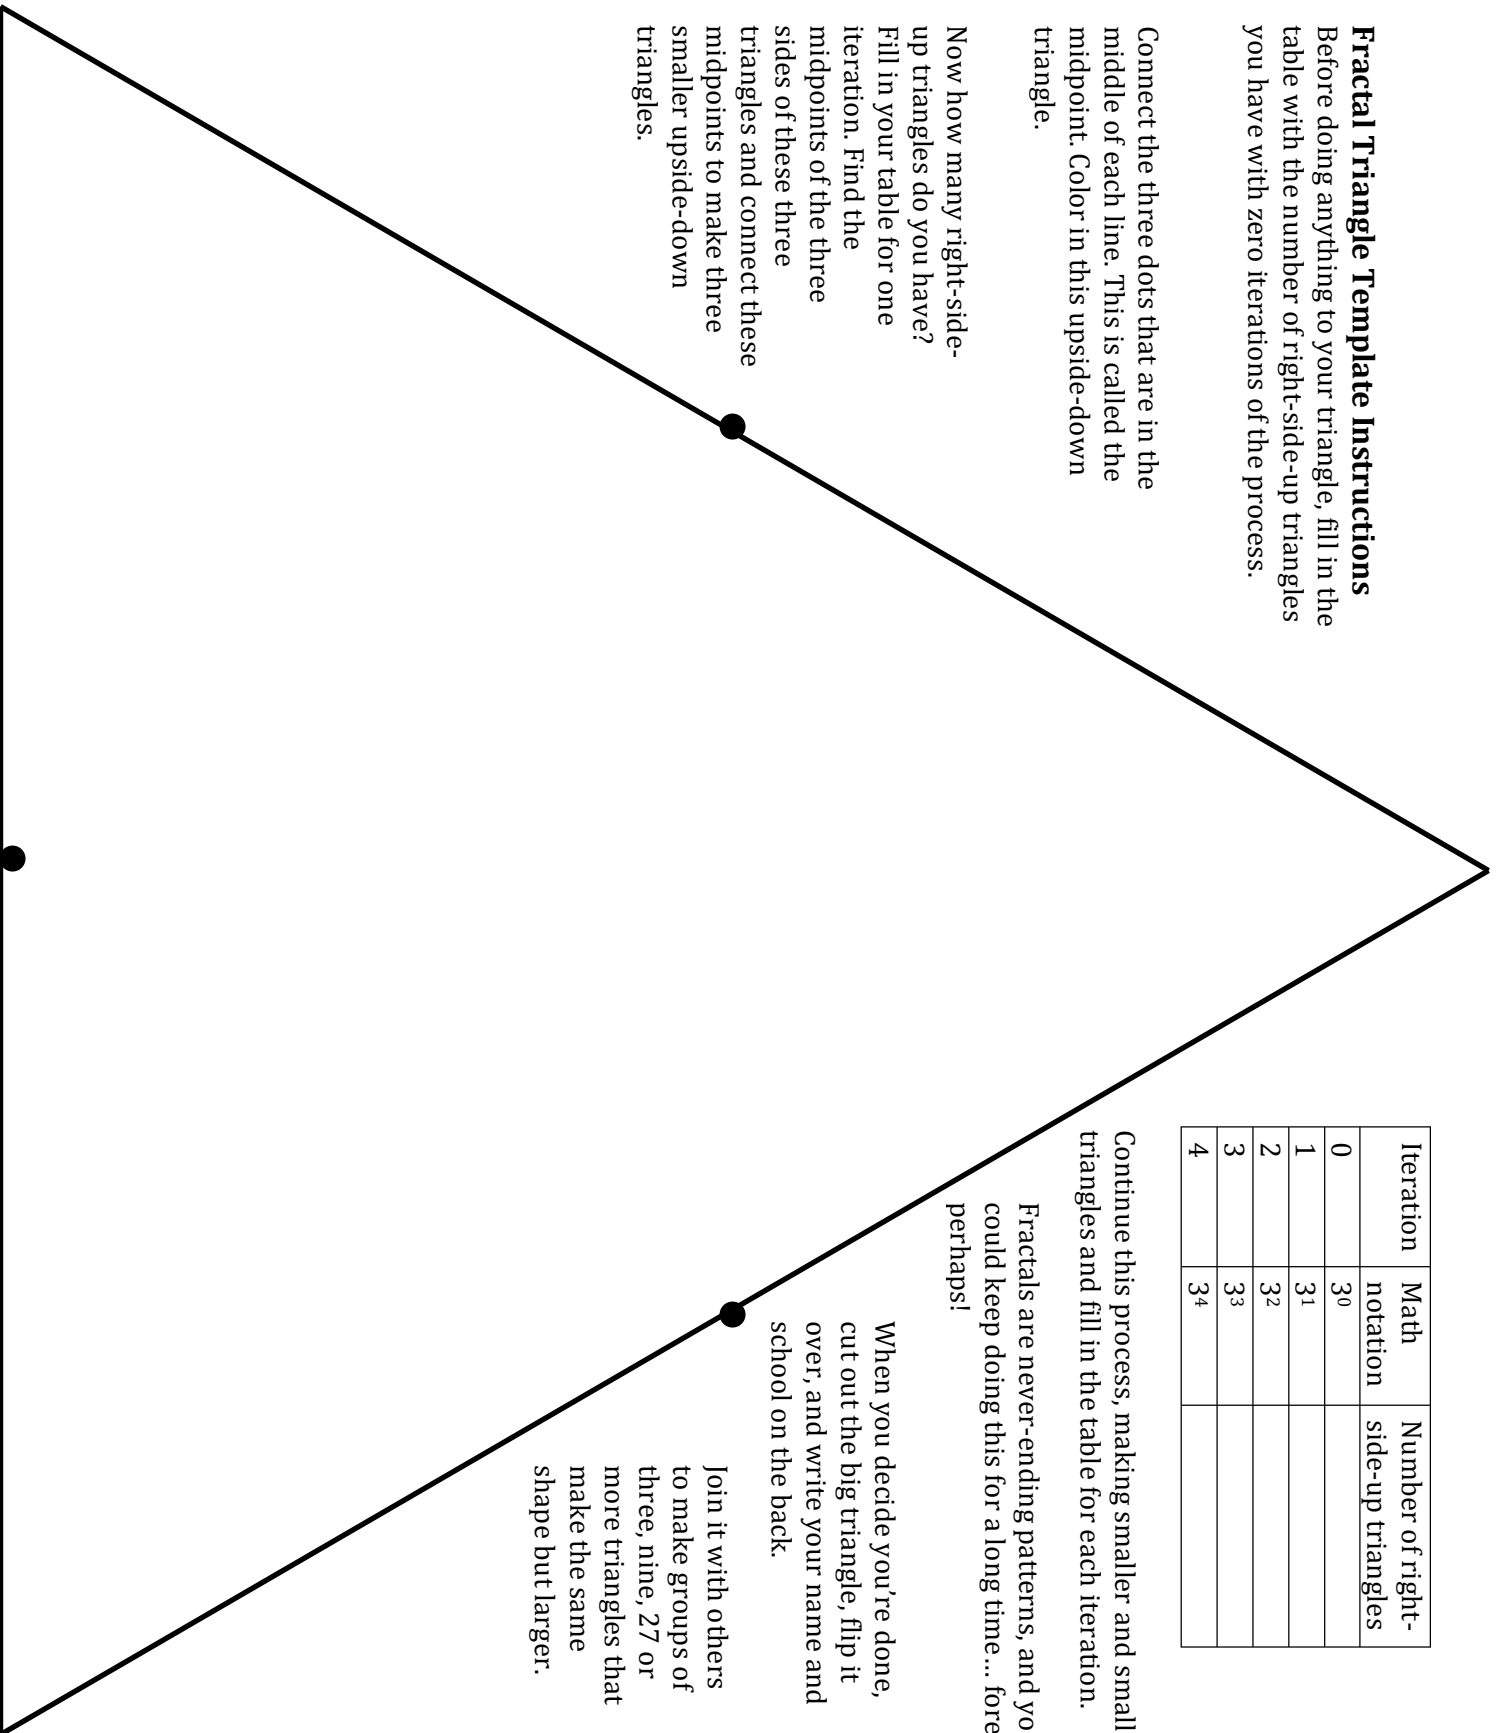 Fractal Triangle Template Instructions
Before doing anything to your triangle, fill in the
table with the number of right-side-up triangles
you have with zero iterations of the process.
Connect the three dots that are in the
middle of each line. This is called the
midpoint. Color in this upside-down
triangle.
Now how many right-side-
up triangles do you have?
Fill in your table for one
iteration. Find the
midpoints of the three
sides of these three
triangles and connect these
midpoints to make three
smaller upside-down
triangles.
Iteration Math notation Number of right-side-up triangles
0 3⁰
1 3¹
2 3²
3 3³
4 3⁴
Continue this process, making smaller and small
triangles and fill in the table for each iteration.
Fractals are never-ending patterns, and yo
could keep doing this for a long time ... fore
perhaps!
When you decide you’re done,
cut out the big triangle, flip it
over, and write your name and
school on the back.
Join it with others
to make groups of
three, nine, 27 or
more triangles that
make the same
shape but larger.